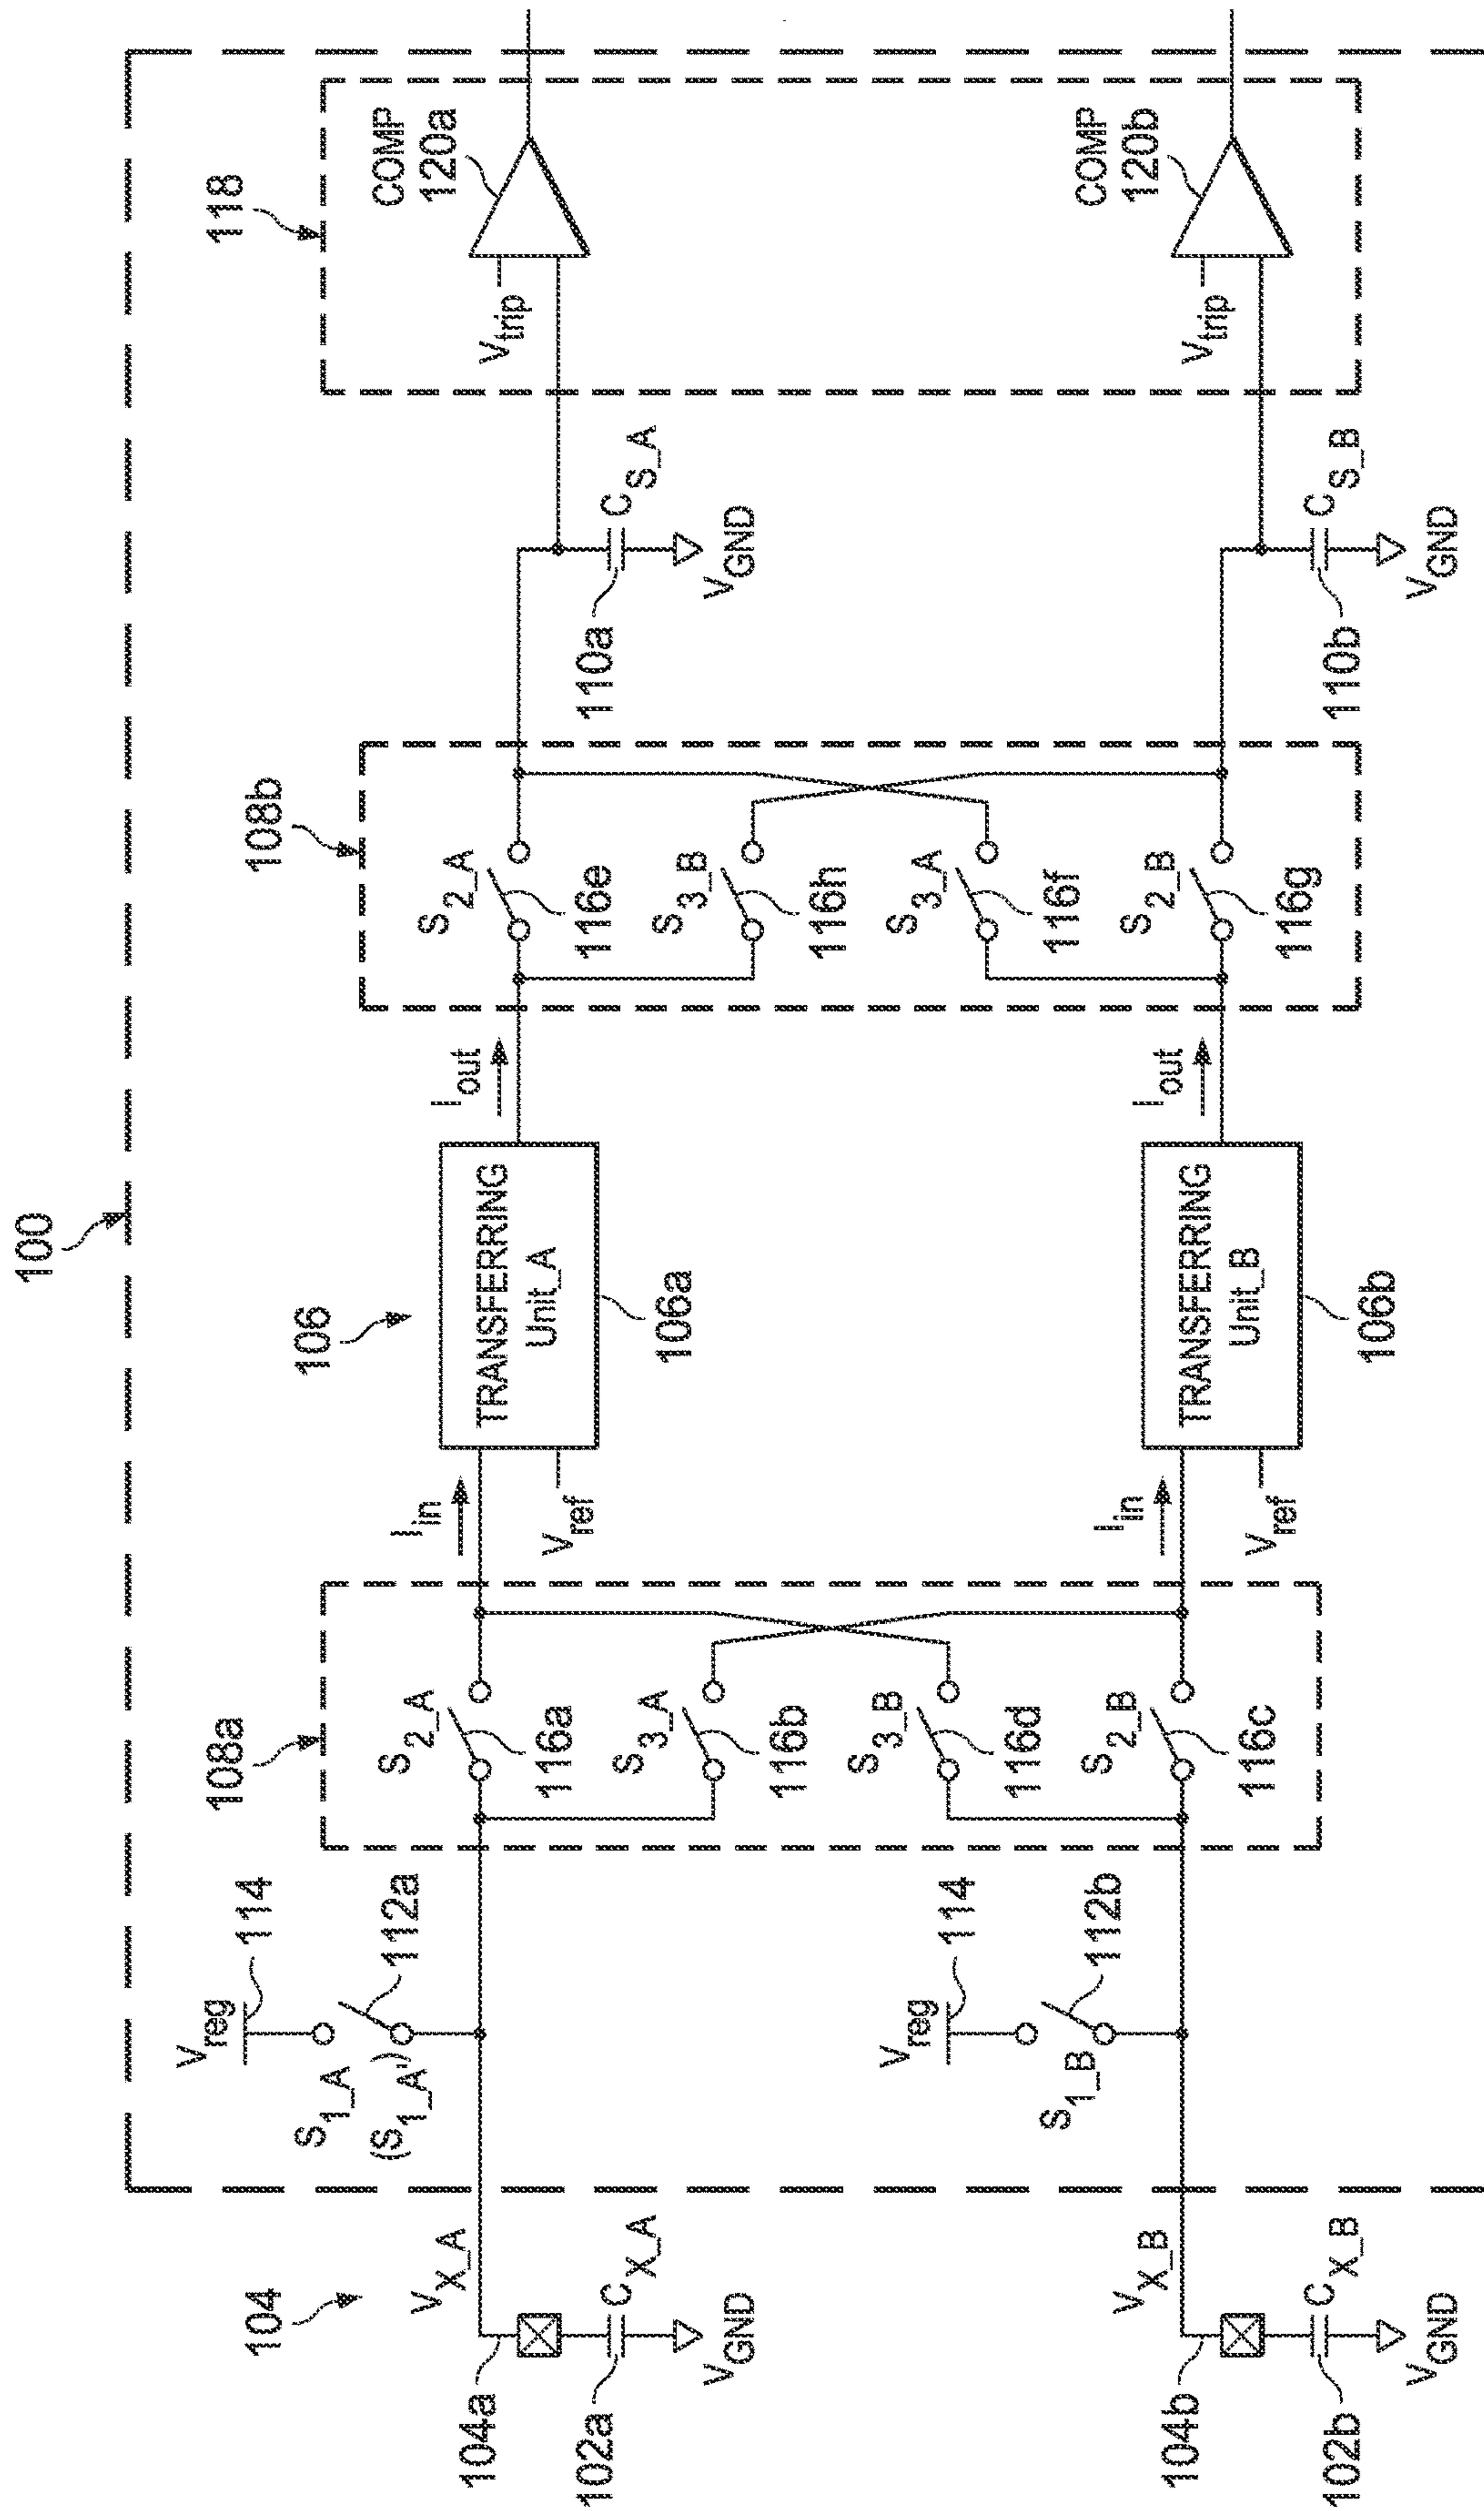 100
118
COMP
120a
V_trip
COMP
120b
V_trip
C_S_A
110a
V_GND
C_S_B
110b
V_GND
108b
S_2_A
116e
S_3_B
116h
S_3_A
116f
S_2_B
116g
I_out
I_out
106
TRANSFERRING
Unit_A
106a
TRANSFERRING
Unit_B
106b
I_in
V_ref
I_in
V_ref
108a
S_2_A
116a
S_3_A
116b
S_3_B
116d
S_2_B
116c
V_reg
114
S_1_A
(S_1_A')
112a
V_reg
114
S_1_B
112b
104
V_X_A
104a
102a
C_X_A
V_GND
V_X_B
104b
102b
C_X_B
V_GND